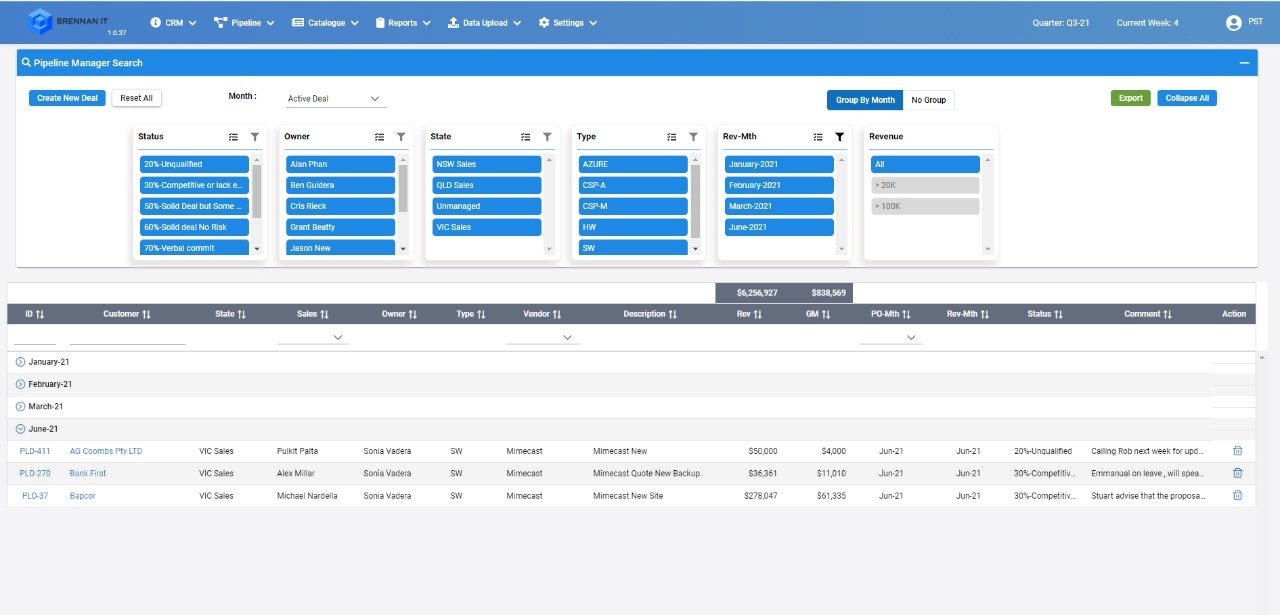 BRENNAN IT
1.0.37
CRM
Pipeline
Catalogue
Reports
Data Upload
Settings
Quarter: Q3-21
Current Week: 4
PST
Pipeline Manager Search
Create New Deal
Reset All
Month :
Active Deal
Group By Month
No Group
Export
Collapse All
Status
20%-Unqualified
30%-Competitive or lack e...
50%-Solid Deal but Some ...
60%-Solid deal No Risk
70%-Verbal commit
Owner
Alan Phan
Ben Guidera
Cris Rieck
Grant Beatty
Jason New
State
NSW Sales
QLD Sales
Unmanaged
VIC Sales
Type
AZURE
CSP-A
CSP-M
HW
SW
Rev-Mth
January-2021
February-2021
March-2021
June-2021
Revenue
All
> 20K
> 100K
$6,256,927 $838,569
ID Customer State Sales Owner Type Vendor Description Rev GM PO-Mth Rev-Mth Status Comment Action
January-21
February-21
March-21
June-21
PLD-411 AG Coombs Pty LTD VIC Sales Pulkit Palta Sonia Vadera SW Mimecast Mimecast New $50,000 $4,000 Jun-21 Jun-21 20%-Unqualified Calling Rob next week for upd...
PLD-270 Bank First VIC Sales Alex Millar Sonia Vadera SW Mimecast Mimecast Quote New Backup. $36,361 $11,010 Jun-21 Jun-21 30%-Competitiv... Emmanual on leave , will spea...
PLD-37 Bapcor VIC Sales Michael Nardella Sonia Vadera SW Mimecast Mimecast New Site $278,047 $61,335 Jun-21 Jun-21 30%-Competitiv... Stuart advise that the proposa...